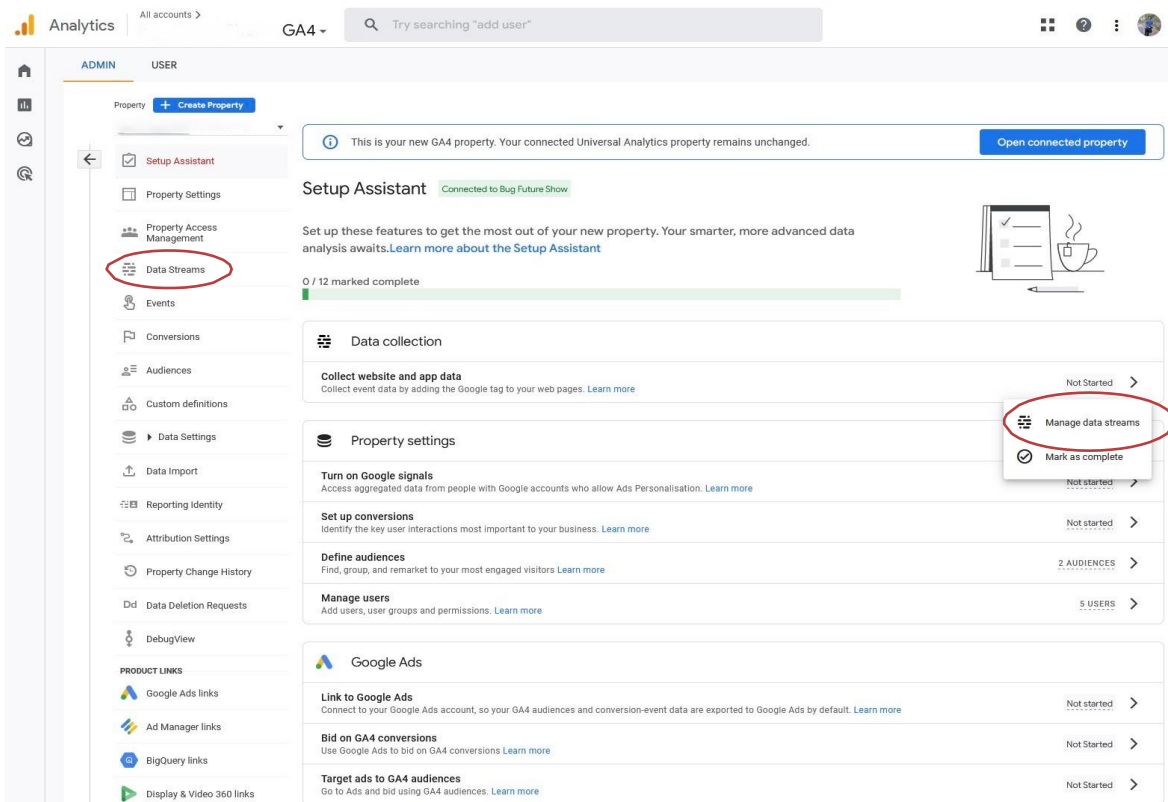 All accounts >
Analytics
GA4
Try searching "add user"
ADMIN
USER
Property
+ Create Property
Setup Assistant
Property Settings
Property Access
Management
Data Streams
Events
Conversions
Audiences
Custom definitions
Data Settings
Data Import
Reporting Identity
Attribution Settings
Property Change History
Dd Data Deletion Requests
DebugView
PRODUCT LINKS
Google Ads links
Ad Manager links
BigQuery links
Display & Video 360 links
This is your new GA4 property. Your connected Universal Analytics property remains unchanged.
Open connected property
Setup Assistant
Connected to Bug Future Show
Set up these features to get the most out of your new property. Your smarter, more advanced data
analysis awaits.Learn more about the Setup Assistant
0 / 12 marked complete
Data collection
Collect website and app data
Collect event data by adding the Google tag to your web pages. Learn more
Not Started
Manage data streams
Mark as complete
Property settings
Turn on Google signals
Access aggregated data from people with Google accounts who allow Ads Personalisation. Learn more
Not started
Set up conversions
Identify the key user interactions most important to your business. Learn more
Not started
Define audiences
Find, group, and remarket to your most engaged visitors Learn more
2 AUDIENCES
Manage users
Add users, user groups and permissions. Learn more
5 USERS
Google Ads
Link to Google Ads
Connect to your Google Ads account, so your GA4 audiences and conversion-event data are exported to Google Ads by default. Learn more
Not started
Bid on GA4 conversions
Use Google Ads to bid on GA4 conversions Learn more
Not Started
Target ads to GA4 audiences
Go to Ads and bid using GA4 audiences. Learn more
Not Started